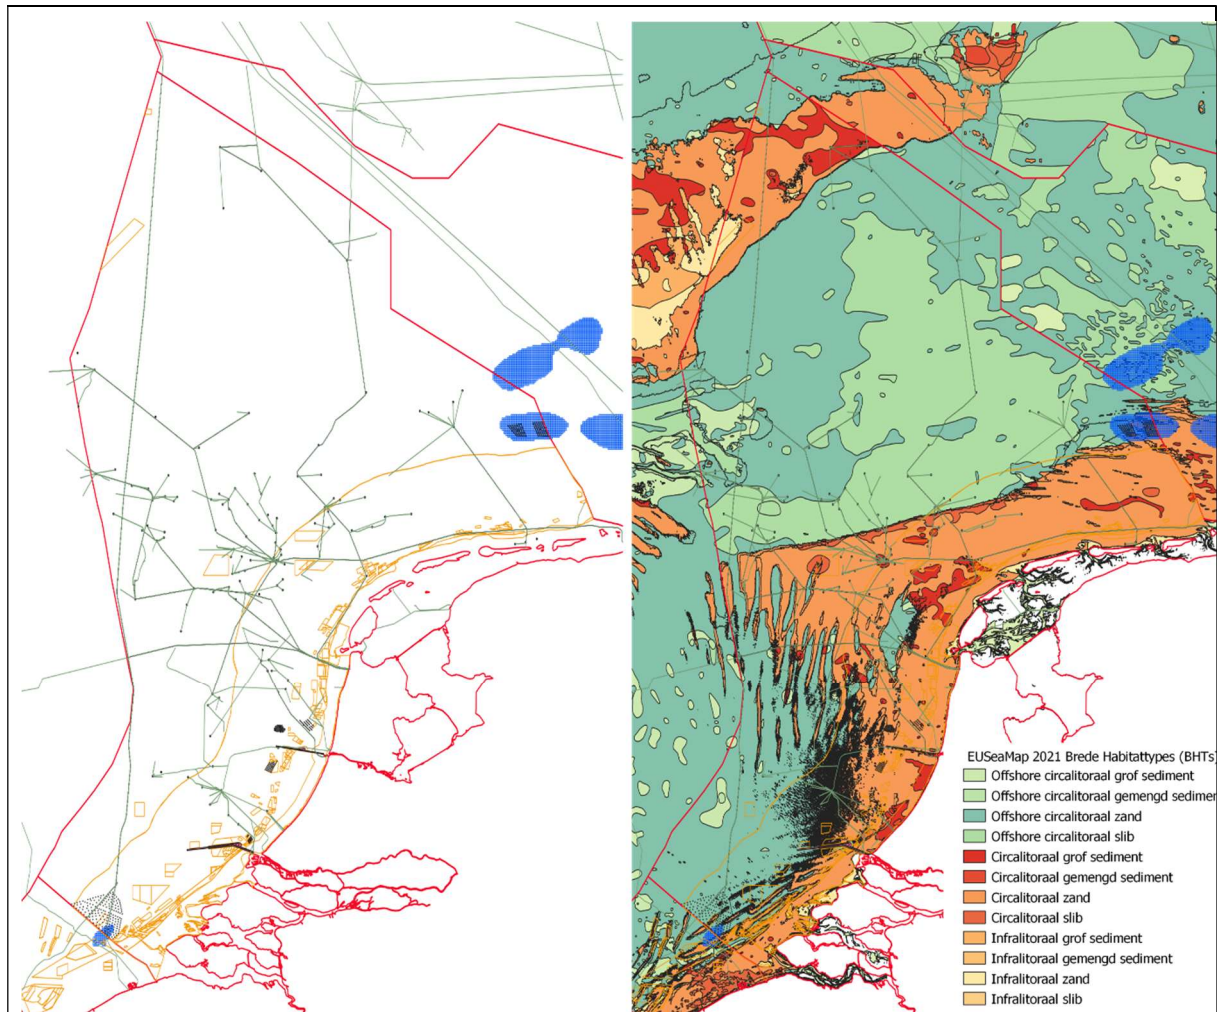 EUSeaMap 2021 Brede Habitattypes (BHTs)
Offshore circalitoraal grof sediment
Offshore circalitoraal gemengd sedimen
Offshore circalitoraal zand
Offshore circalitoraal slib
Circalitoraal grof sediment
Circalitoraal gemengd sediment
Circalitoraal zand
Circalitoraal slib
Infralitoraal grof sediment
Infralitoraal gemengd sediment
Infralitoraal zand
Infralitoraal slib